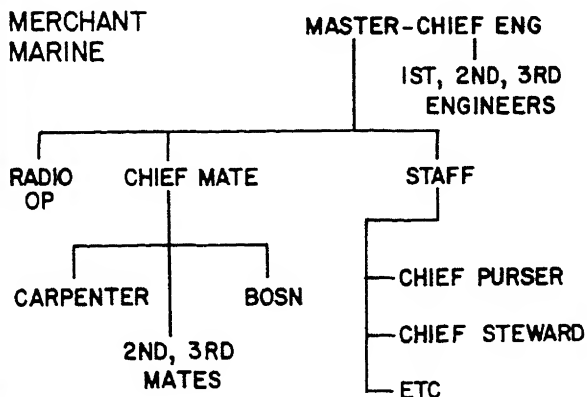 MERCHANT
MARINE
MASTER-CHIEF ENG
1ST, 2ND, 3RD
ENGINEERS
RADIO
OP
CHIEF MATE
STAFF
CARPENTER
BOSN
2ND, 3RD
MATES
CHIEF PURSER
CHIEF STEWARD
ETC